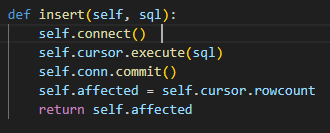 def insert(self, sql):
    self.connect()
    self.cursor.execute(sql)
    self.conn.commit()
    self.affected = self.cursor.rowcount
    return self.affected